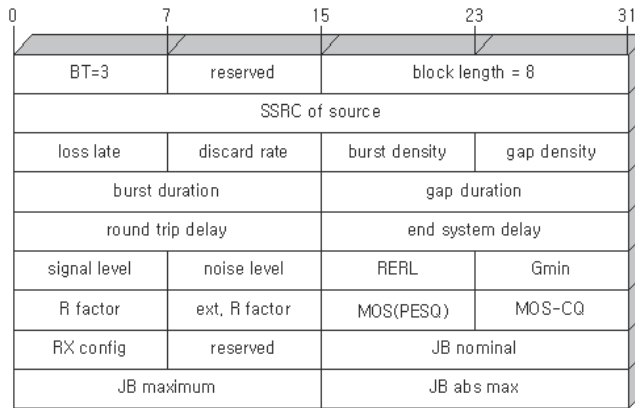 0 7 15 23 31
BT=3 reserved block length = 8
SSRC of source
loss late discard rate burst density gap density
burst duration gap duration
round trip delay end system delay
signal level noise level RERL Gmin
R factor ext, R factor MOS(PESQ) MOS-CQ
RX config reserved JB nominal
JB maximum JB abs max